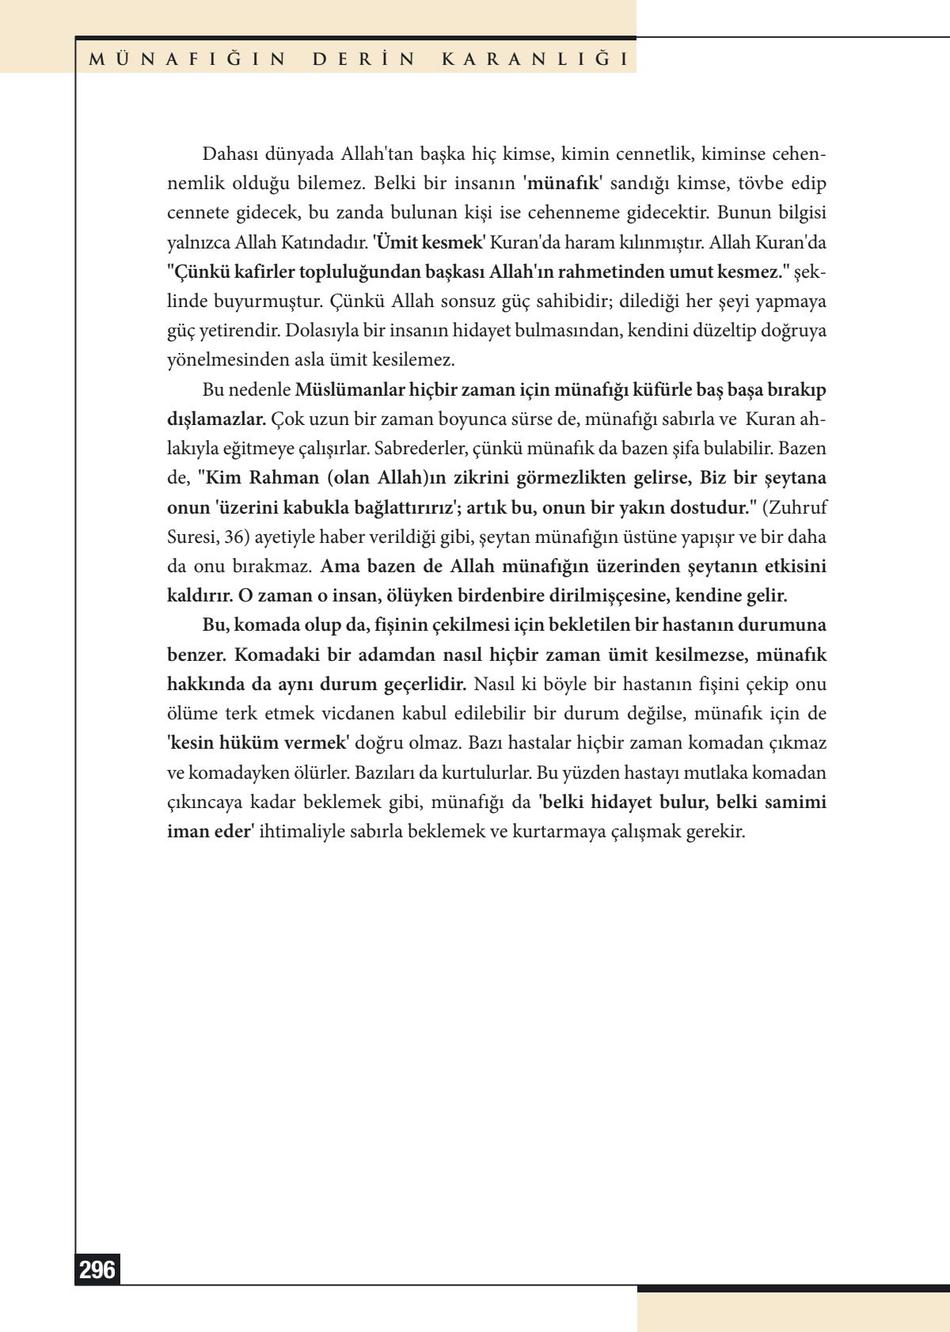 MÜNAFIĞIN DERİN KARANLIĞI
Dahası dünyada Allah'tan başka hiç kimse, kimin cennetlik, kiminse cehen-
nemlik olduğu bilemez. Belki bir insanın 'münafık' sandığı kimse, tövbe edip
cennete gidecek, bu zanda bulunan kişi ise cehenneme gidecektir. Bunun bilgisi
yalnızca Allah Katındadır. 'Ümit kesmek' Kuran'da haram kılınmıştır. Allah Kuran'da
"Çünkü kafirler topluluğundan başkası Allah'ın rahmetinden umut kesmez." şek-
linde buyurmuştur. Çünkü Allah sonsuz güç sahibidir; dilediği her şeyi yapmaya
güç yetirendir. Dolasıyla bir insanın hidayet bulmasından, kendini düzeltip doğruya
yönelmesinden asla ümit kesilemez.
Bu nedenle Müslümanlar hiçbir zaman için münafığı küfürle baş başa bırakıp
dışlamazlar. Çok uzun bir zaman boyunca sürse de, münafığı sabırla ve Kuran ah-
lakıyla eğitmeye çalışırlar. Sabrederler, çünkü münafık da bazen şifa bulabilir. Bazen
de, "Kim Rahman (olan Allah)ın zikrini görmezlikten gelirse, Biz bir şeytana
onun 'üzerini kabukla bağlattırırız'; artık bu, onun bir yakın dostudur." (Zuhruf
Suresi, 36) ayetiyle haber verildiği gibi, şeytan münafığın üstüne yapışır ve bir daha
da onu bırakmaz. Ama bazen de Allah münafığın üzerinden şeytanın etkisini
kaldırır. O zaman o insan, ölüyken birdenbire dirilmişçesine, kendine gelir.
Bu, komada olup da, fişinin çekilmesi için bekletilen bir hastanın durumuna
benzer. Komadaki bir adamdan nasıl hiçbir zaman ümit kesilmezse, münafık
hakkında da aynı durum geçerlidir. Nasıl ki böyle bir hastanın fişini çekip onu
ölüme terk etmek vicdanen kabul edilebilir bir durum değilse, münafık için de
'kesin hüküm vermek' doğru olmaz. Bazı hastalar hiçbir zaman komadan çıkmaz
ve komadayken ölürler. Bazıları da kurtulurlar. Bu yüzden hastayı mutlaka komadan
çıkıncaya kadar beklemek gibi, münafığı da 'belki hidayet bulur, belki samimi
iman eder' ihtimaliyle sabırla beklemek ve kurtarmaya çalışmak gerekir.
296